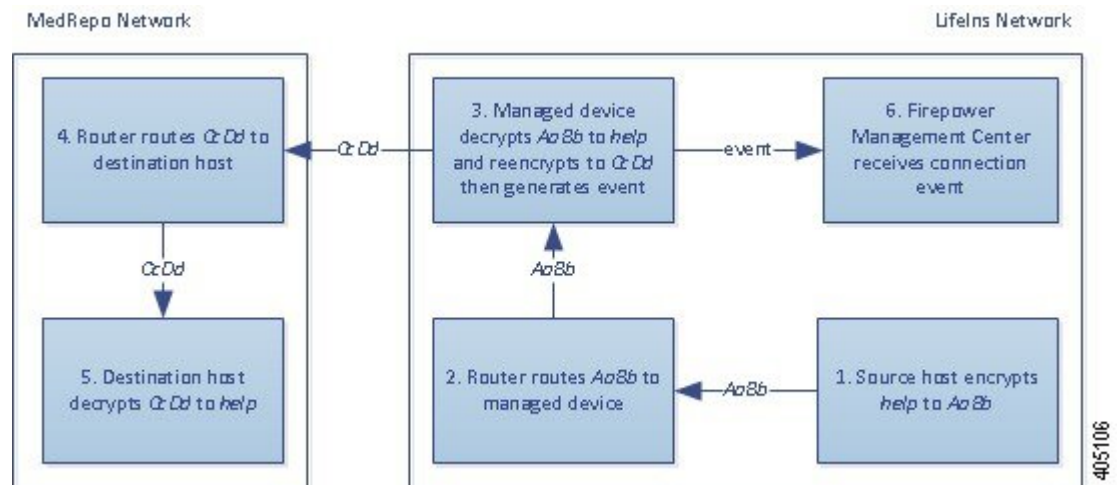 MedRepo Network
LifeIns Network
4. Router routes CcDd to
destination host
CcDd
3. Managed device
decrypts AaBb to help
and reencrypts to CcDd
then generates event
event
6. Firepower
Management Center
receives connection
event
CcDd
AaBb
5. Destination host
decrypts CcDd to help
2. Router routes AaBb to
managed device
AaBb
1. Source host encrypts
help to AaBb
405106